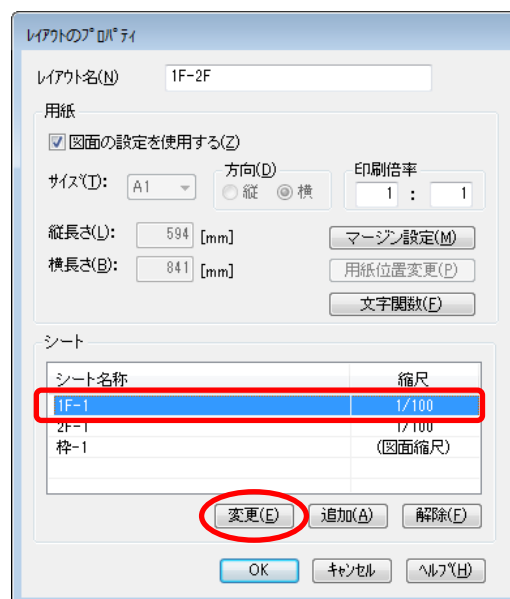 レイアウトのプロパティ
レイアウト名(N) 1F-2F
用紙
図面の設定を使用する(Z)
サイズ(T): A1 方向(D) 縦 横 印刷倍率 1 : 1
縦長さ(L): 594 [mm] マージン設定(M)
横長さ(B): 841 [mm] 用紙位置変更(P)
文字関数(F)
シート
シート名称 縮尺
1F-1 1/100
2F-1 1/100
枠-1 (図面縮尺)
変更(E) 追加(A) 解除(F)
OK キャンセル ヘルプ(H)